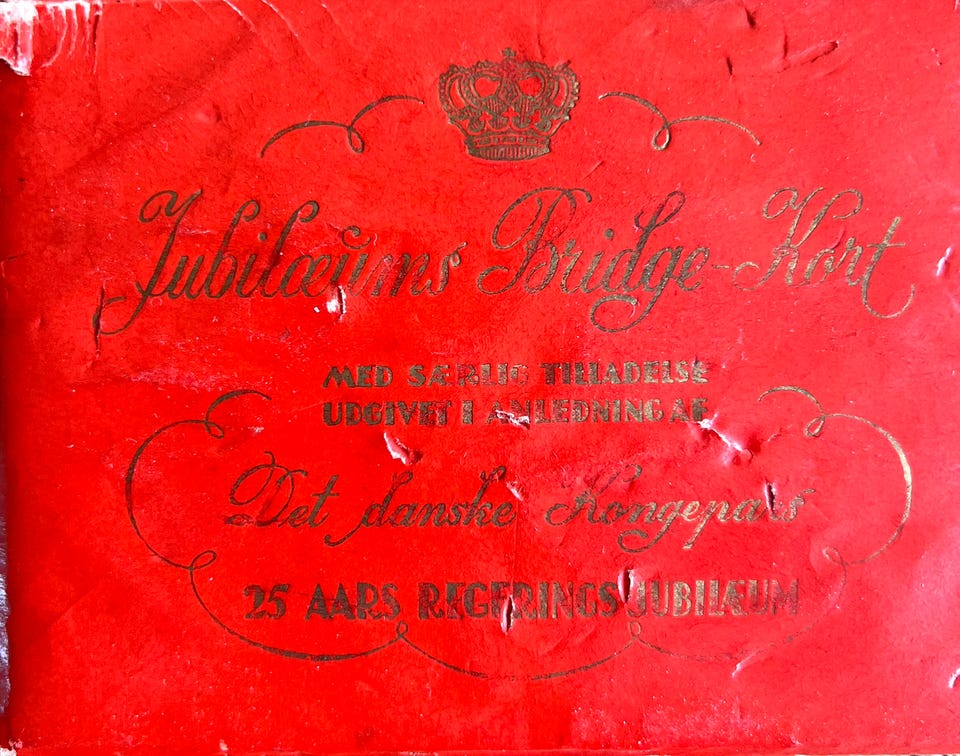 Jubilæums Bridge-Kort
MED SÆRLIG TILLADELSE
UDGIVET I ANLEDNING AF
Det danske Kongepars
25 AARS REGERINGS JUBILÆUM